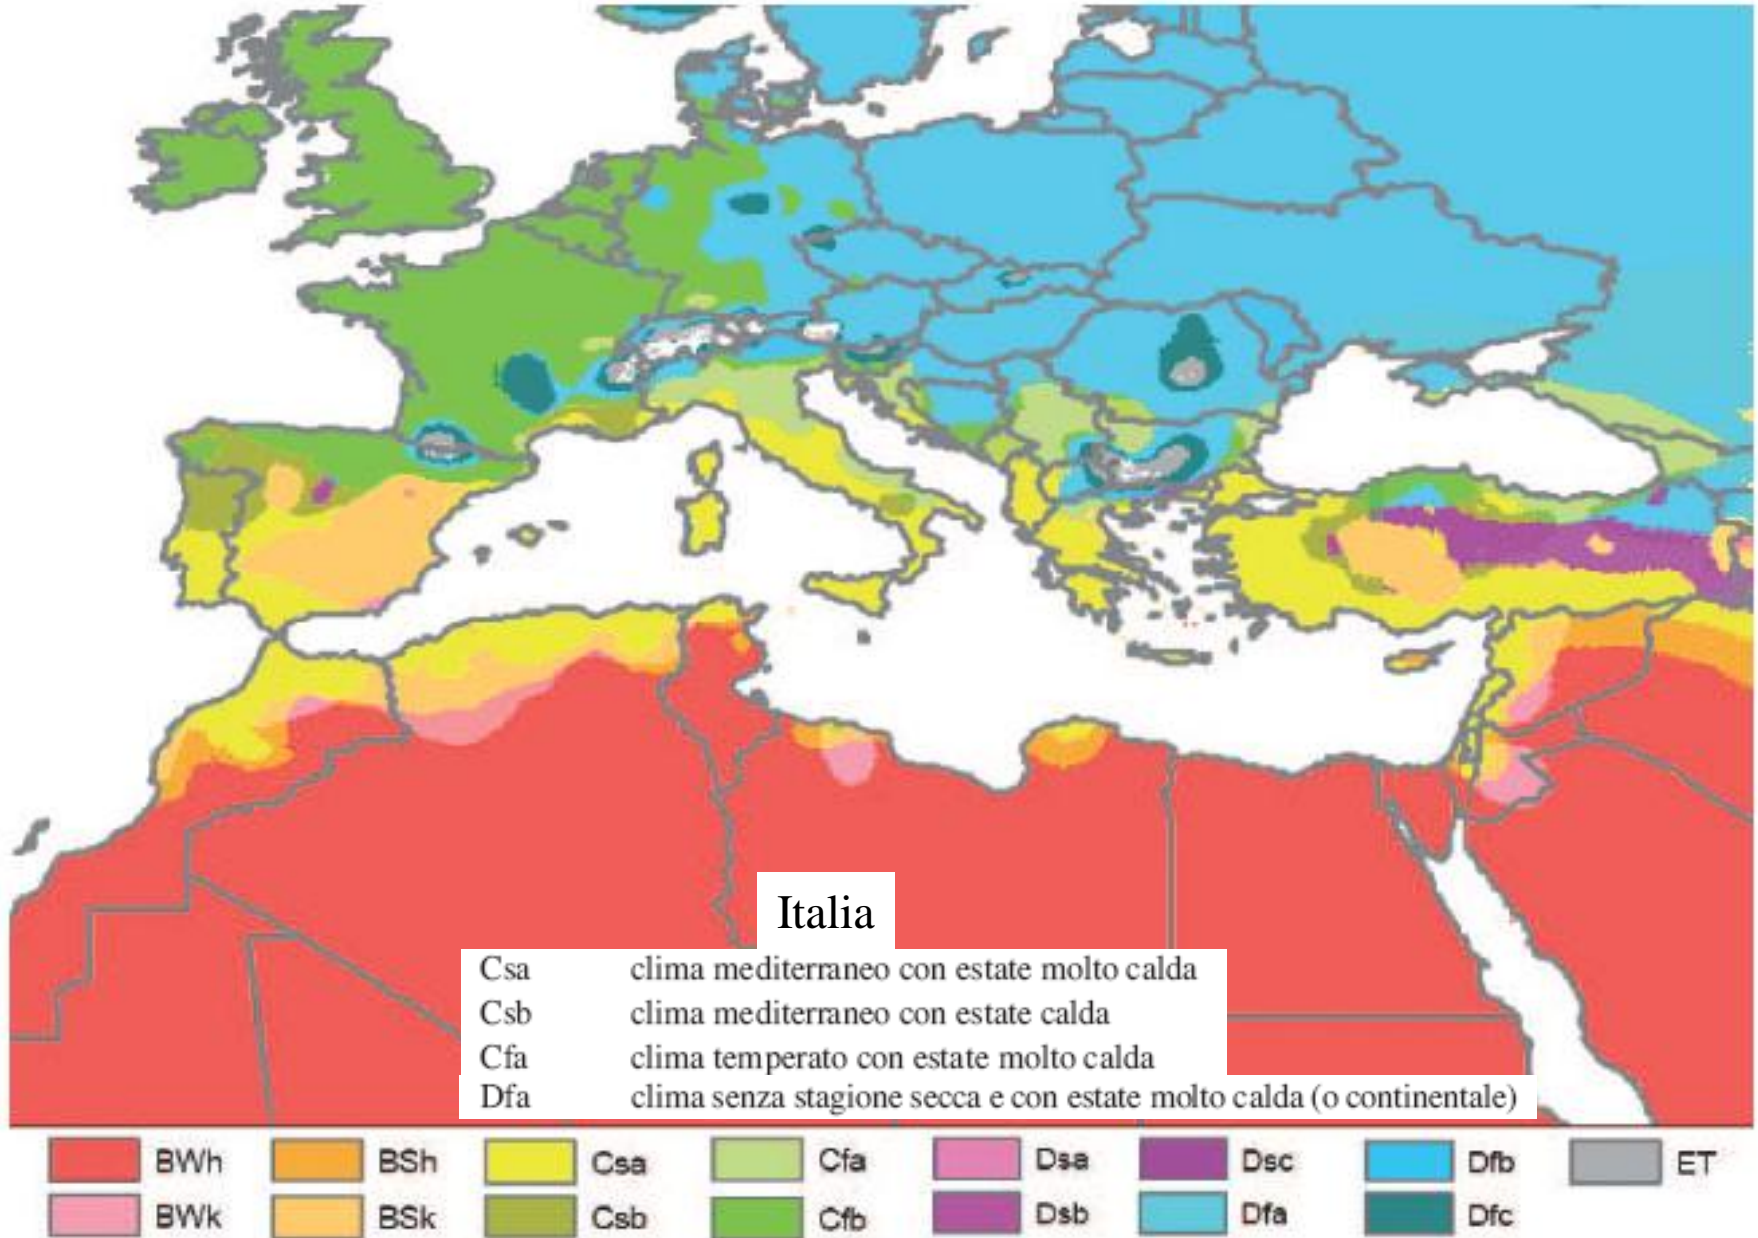 Italia
Csa clima mediterraneo con estate molto calda
Csb clima mediterraneo con estate calda
Cfa clima temperato con estate molto calda
Dfa clima senza stagione secca e con estate molto calda (o continentale)
BWh BSh Csa Cfa Dsa Dsc Dfb ET
BWk BSk Csb Cfb Dsb Dfa Dfc